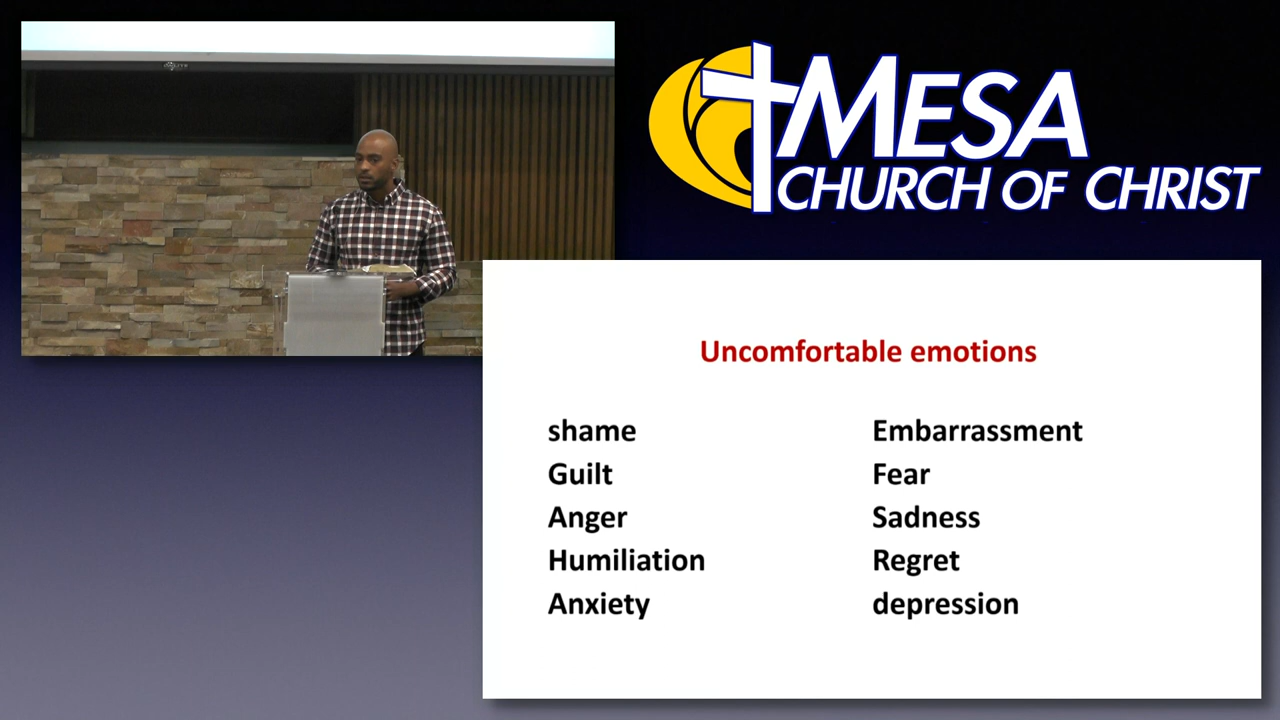 MESA
CHURCH OF CHRIST
Uncomfortable emotions
shame
Guilt
Anger
Humiliation
Anxiety
Embarrassment
Fear
Sadness
Regret
depression